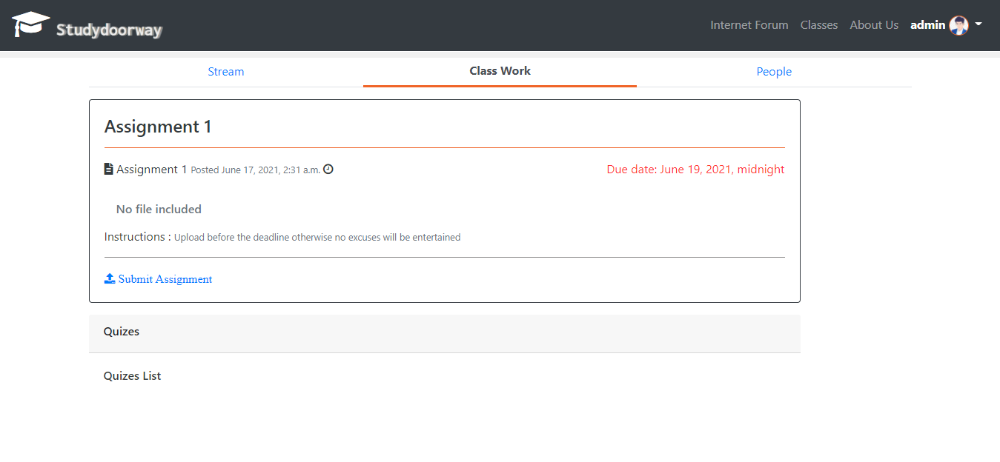 Studydoorway Internet Forum Classes About Us admin
Stream Class Work People
Assignment 1
Assignment 1 Posted June 17, 2021, 2:31 a.m. Due date: June 19, 2021, midnight
No file included
Instructions : Upload before the deadline otherwise no excuses will be entertained
Submit Assignment
Quizes
Quizes List